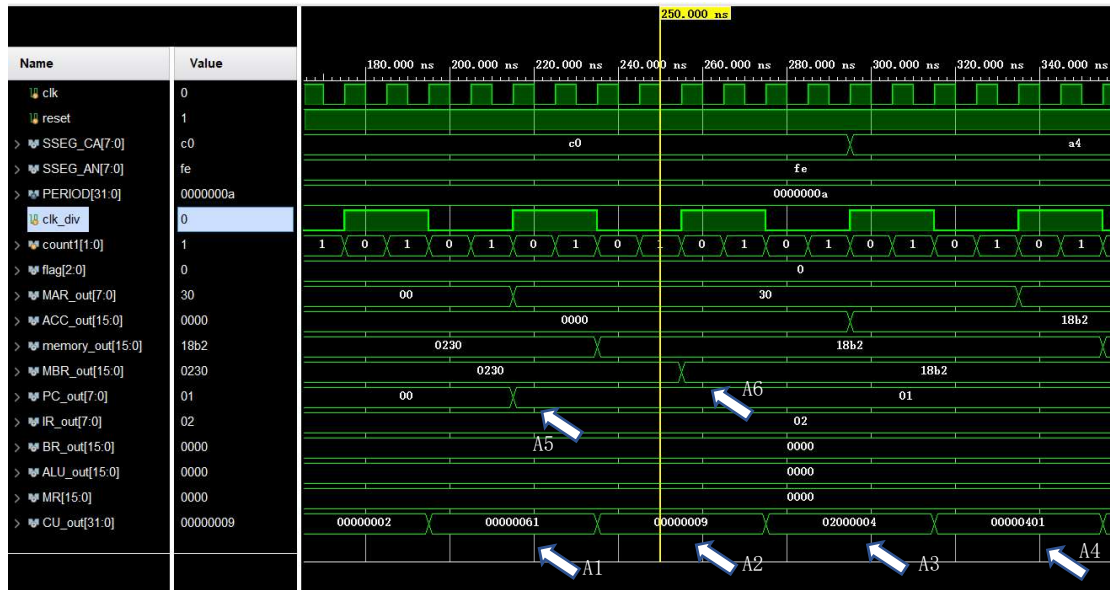 250.000 ns
Name Value
180.000 ns 200.000 ns 220.000 ns 240.000 ns 260.000 ns 280.000 ns 300.000 ns 320.000 ns 340.000 ns
clk 0
reset 1
SSEG_CA[7:0] c0 c0 a4
SSEG_AN[7:0] fe fe
PERIOD[31:0] 0000000a 0000000a
clk_div 0
count1[1:0] 1 1 0 1 0 1 0 1 0 1 0 1 0 1 0 1 0 1 0 1
flag[2:0] 0 0
MAR_out[7:0] 30 00 30
ACC_out[15:0] 0000 0000 18b2
memory_out[15:0] 18b2 0230 18b2
MBR_out[15:0] 0230 0230 18b2
A6
PC_out[7:0] 01 00 01
IR_out[7:0] 02 02
A5
BR_out[15:0] 0000 0000
ALU_out[15:0] 0000 0000
MR[15:0] 0000 0000
CU_out[31:0] 00000009 00000002 00000061 00000009 02000004 00000401
A1 A2 A3 A4